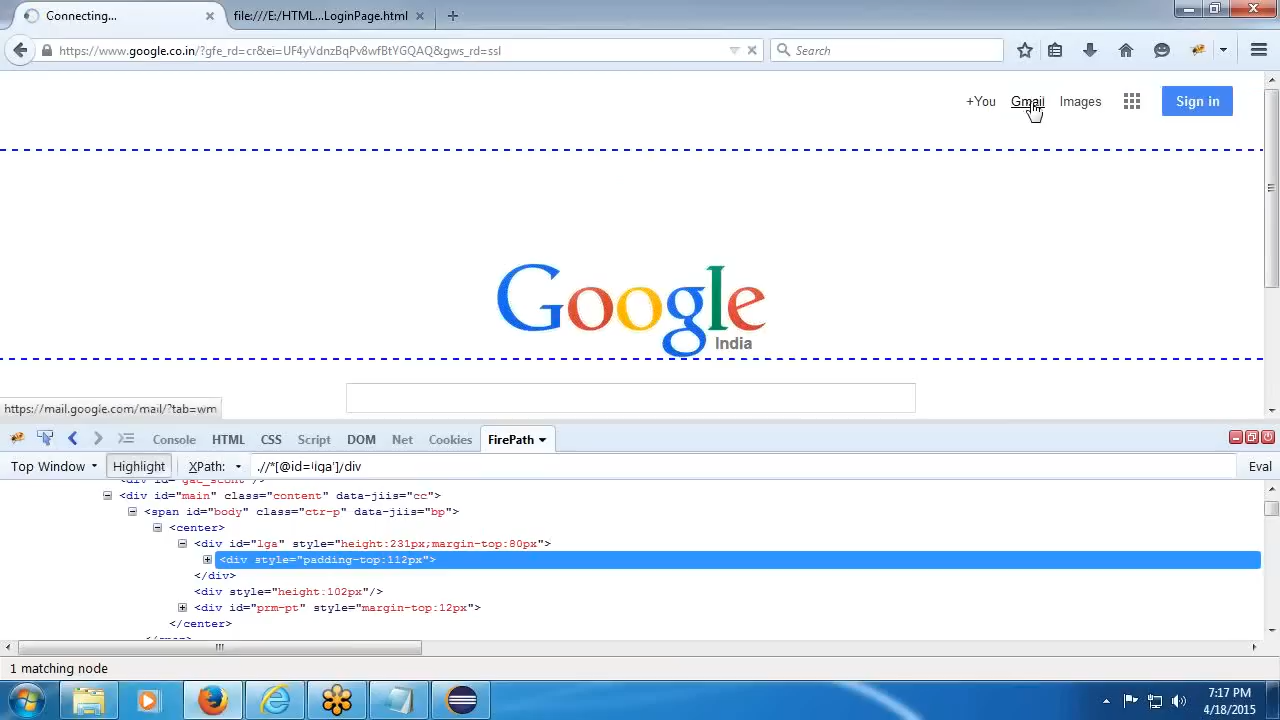 Connecting...
file:///E:/HTML...LoginPage.html
https://www.google.co.in/?gfe_rd=cr&ei=UF4yVdnzBqPv8wfBtYGQAQ&gws_rd=ssl
Search
+You Gmail Images Sign in
Google
India
https://mail.google.com/mail/?tab=wm
Console HTML CSS Script DOM Net Cookies FirePath
Top Window Highlight XPath: .//*[@id='lga']/div Eval
<div id="gac_scont"/>
<div id="main" class="content" data-jiis="cc">
<span id="body" class="ctr-p" data-jiis="bp">
<center>
<div id="lga" style="height:231px;margin-top:80px">
<div style="padding-top:112px">
</div>
<div style="height:102px"/>
<div id="prm-pt" style="margin-top:12px">
</center>
</span>
1 matching node
7:17 PM
4/18/2015